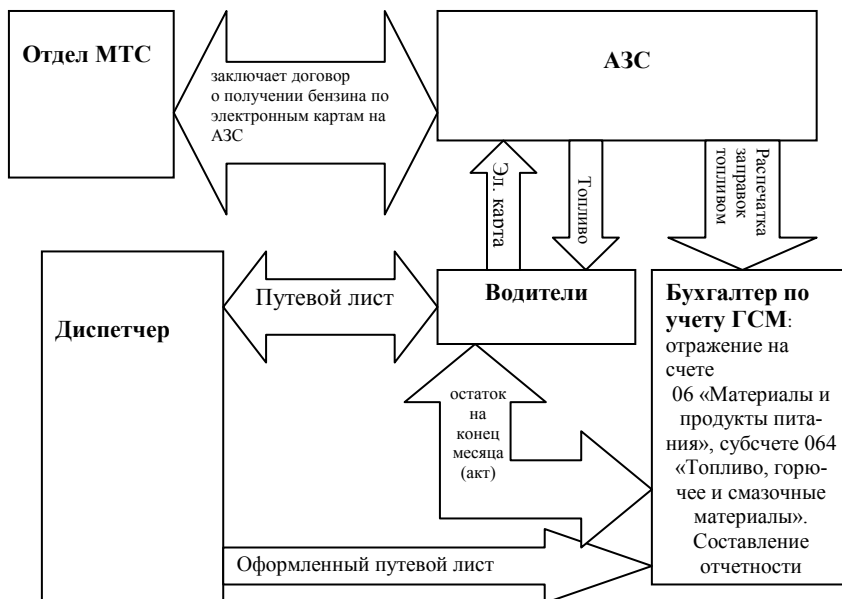 Отдел МТС
заключает договор
о получении бензина по
электронным картам на
АЗС
АЗС
Эл. карта
Топливо
Распечатка
заправок
топливом
Диспетчер
Путевой лист
Водители
остаток
на
конец
месяца
(акт)
Бухгалтер по
учету ГСМ:
отражение на
счете
06 «Материалы и
продукты пита-
ния», субсчете 064
«Топливо, горю-
чее и смазочные
материалы».
Составление
отчетности
Оформленный путевой лист